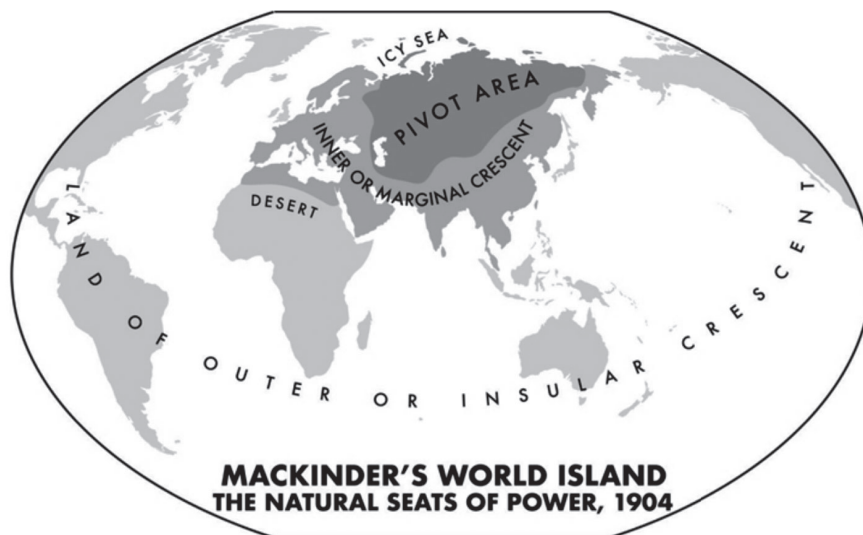 ICY SEA
PIVOT AREA
INNER OR MARGINAL CRESCENT
DESERT
LAND OF OUTER OR INSULAR CRESCENT
MACKINDER'S WORLD ISLAND
THE NATURAL SEATS OF POWER, 1904